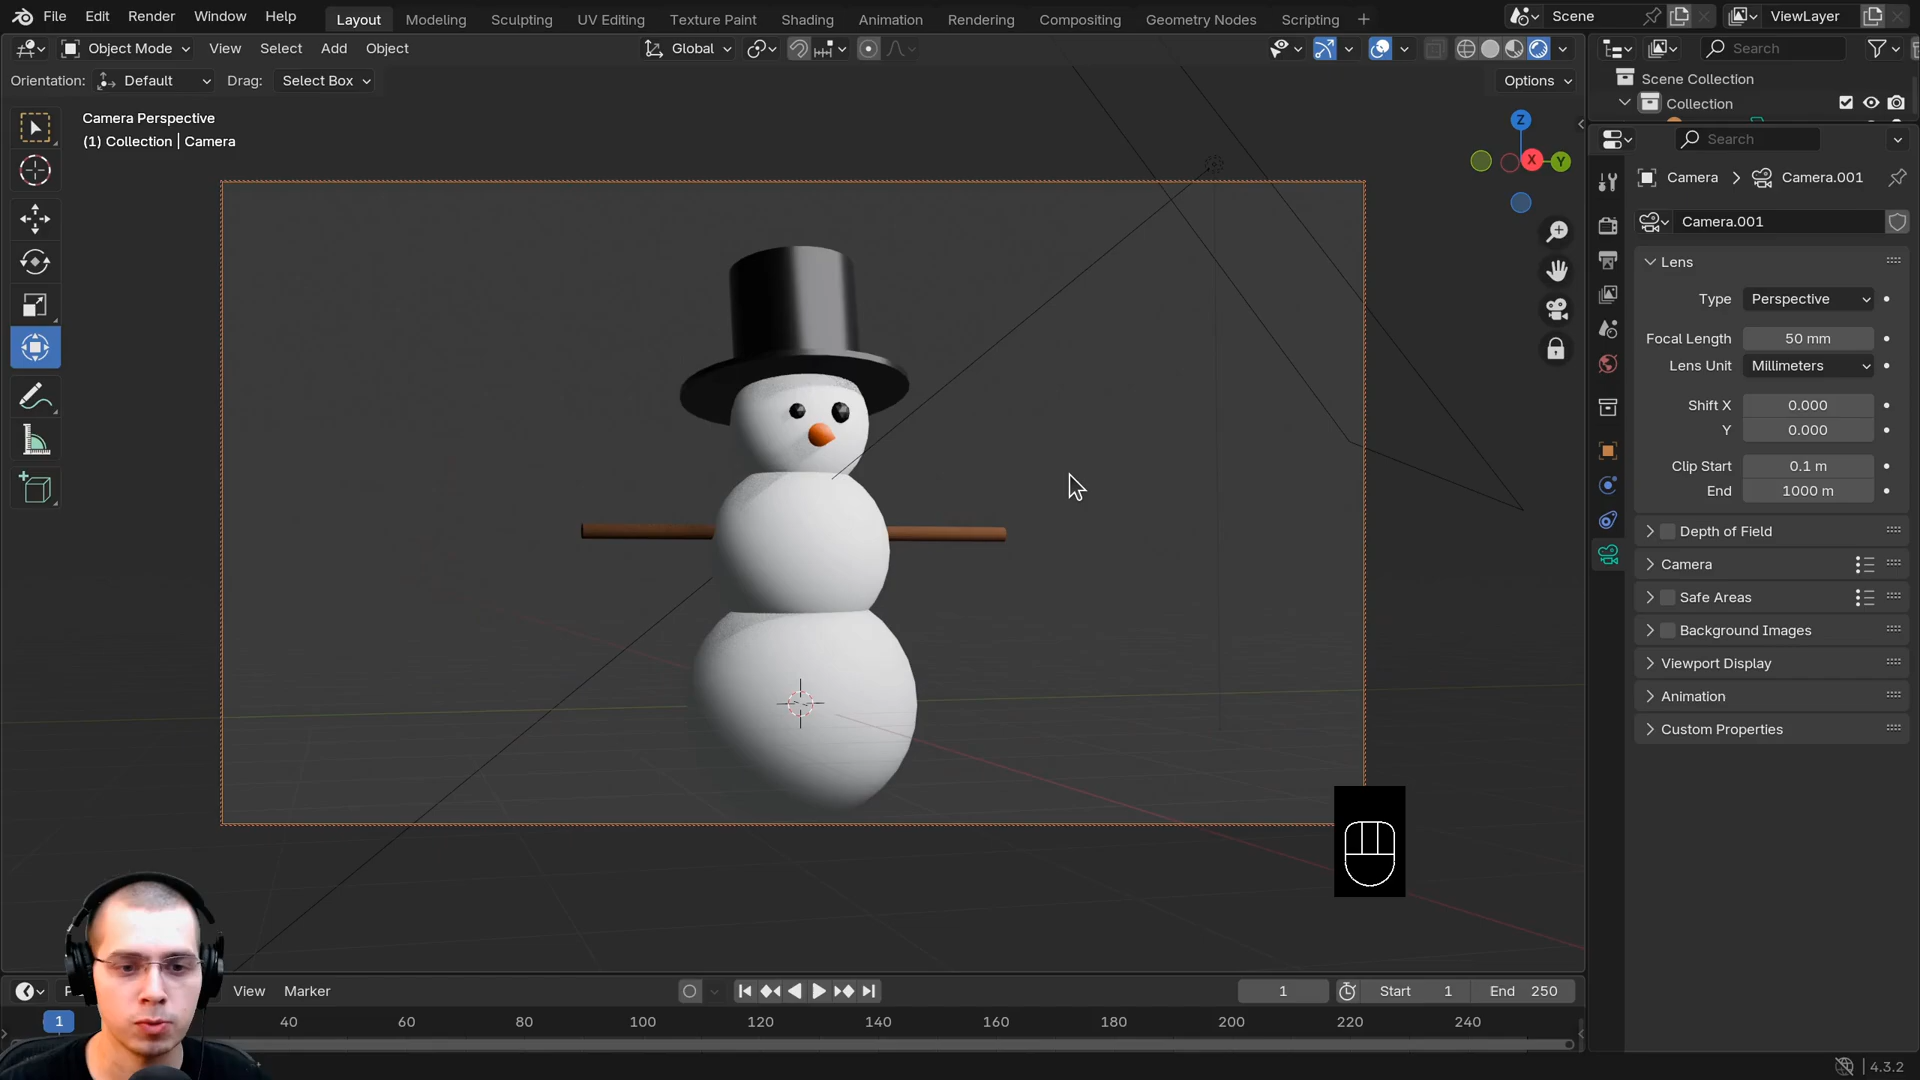 File Edit Render Window Help Layout Modeling Sculpting UV Editing Texture Paint Shading Animation Rendering Compositing Geometry Nodes Scripting Scene ViewLayer
Object Mode View Select Add Object Global Search
Orientation: Default Drag: Select Box Options
Scene Collection
Collection
Camera Perspective
(1) Collection | Camera
Z
X
Y
Search
Camera Camera.001
Camera.001
Lens
Type Perspective
Focal Length 50 mm
Lens Unit Millimeters
Shift X 0.000
Y 0.000
Clip Start 0.1 m
End 1000 m
Depth of Field
Camera
Safe Areas
Background Images
Viewport Display
Animation
Custom Properties
View Marker 1 Start 1 End 250
1 40 60 80 100 120 140 160 180 200 220 240
4.3.2